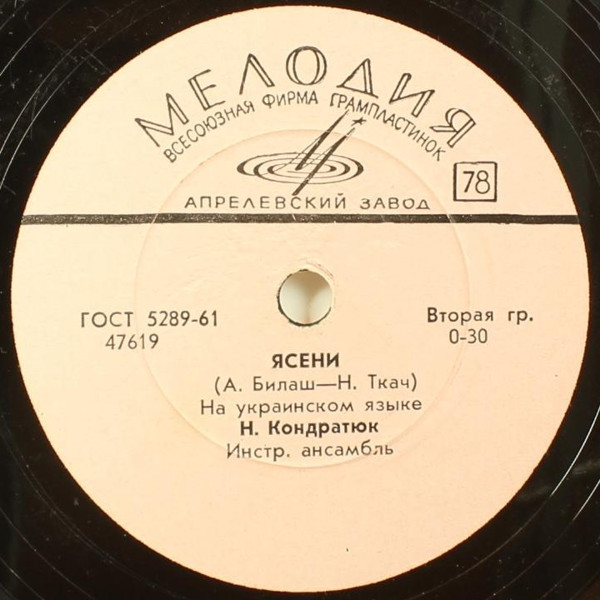 МЕЛОДИЯ
ВСЕСОЮЗНАЯ ФИРМА ГРАМПЛАСТИНОК
78
АПРЕЛЕВСКИЙ ЗАВОД
ГОСТ 5289-61
47619
Вторая гр.
0-30
ЯСЕНИ
(А. Билаш—Н. Ткач)
На украинском языке
Н. Кондратюк
Инстр. ансамбль